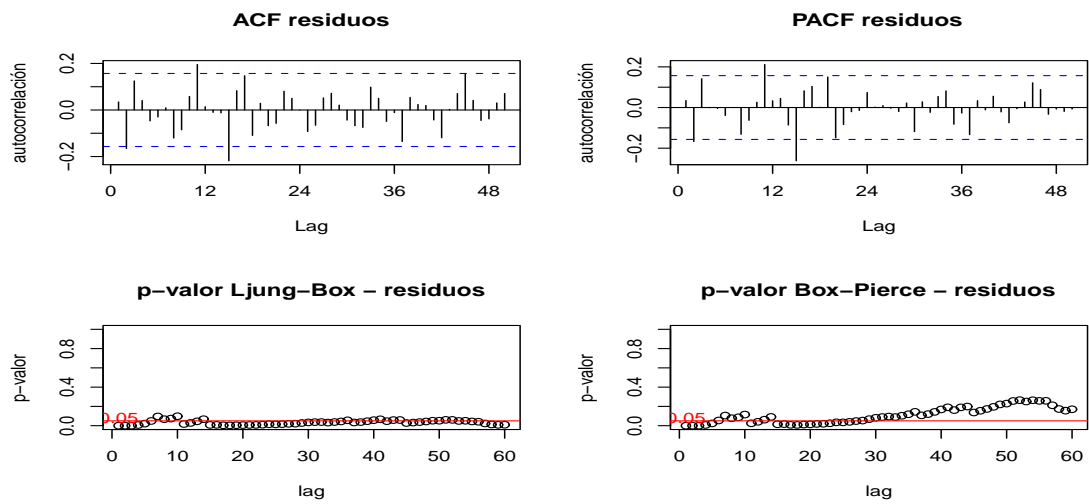 ACF residuos
autocorrelación
0.2
0.0
−0.2
0 12 24 36 48
Lag
PACF residuos
autocorrelación
0.2
0.0
−0.2
0 12 24 36 48
Lag
p−valor Ljung−Box − residuos
p−valor
0.8
0.4
0.0
0.05
0 10 20 30 40 50 60
lag
p−valor Box−Pierce − residuos
p−valor
0.8
0.4
0.0
0.05
0 10 20 30 40 50 60
lag